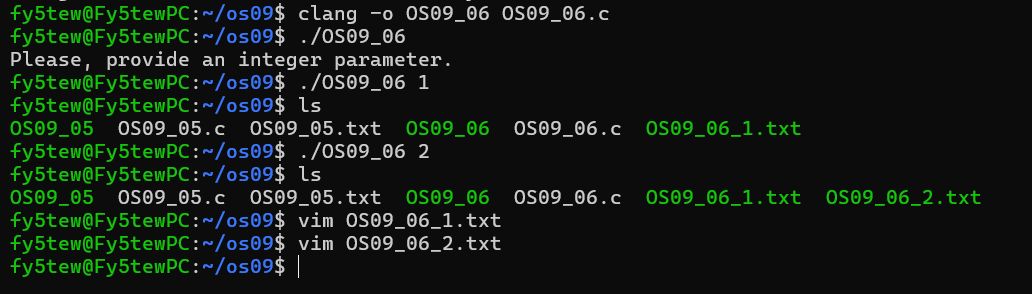 fy5tew@Fy5tewPC:~/os09$ clang -o OS09_06 OS09_06.c
fy5tew@Fy5tewPC:~/os09$ ./OS09_06
Please, provide an integer parameter.
fy5tew@Fy5tewPC:~/os09$ ./OS09_06 1
fy5tew@Fy5tewPC:~/os09$ ls
OS09_05  OS09_05.c  OS09_05.txt  OS09_06  OS09_06.c  OS09_06_1.txt
fy5tew@Fy5tewPC:~/os09$ ./OS09_06 2
fy5tew@Fy5tewPC:~/os09$ ls
OS09_05  OS09_05.c  OS09_05.txt  OS09_06  OS09_06.c  OS09_06_1.txt  OS09_06_2.txt
fy5tew@Fy5tewPC:~/os09$ vim OS09_06_1.txt
fy5tew@Fy5tewPC:~/os09$ vim OS09_06_2.txt
fy5tew@Fy5tewPC:~/os09$